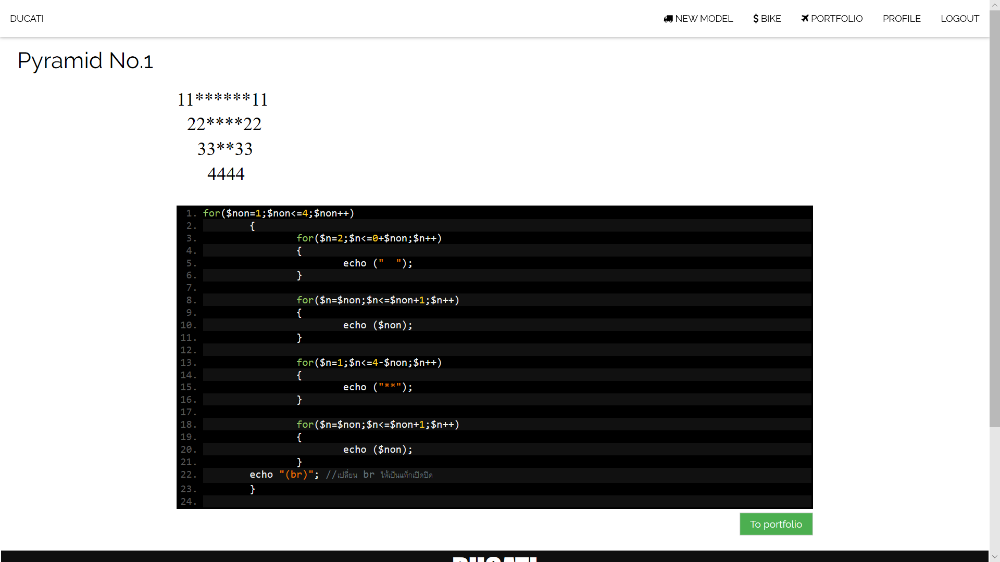 DUCATI
NEW MODEL
BIKE
PORTFOLIO
PROFILE
LOGOUT
Pyramid No.1
11******11
22****22
33**33
4444
1. for($non=1;$non<=4;$non++)
2. {
3. for($n=2;$n<=0+$non;$n++)
4. {
5. echo ("  ");
6. }
7.
8. for($n=$non;$n<=$non+1;$n++)
9. {
10. echo ($non);
11. }
12.
13. for($n=1;$n<=4-$non;$n++)
14. {
15. echo ("**");
16. }
17.
18. for($n=$non;$n<=$non+1;$n++)
19. {
20. echo ($non);
21. }
22. echo "(br)"; //เปลี่ยน br ให้เป็นแท็กเปิดปิด
23. }
24.
To portfolio
DUCATI